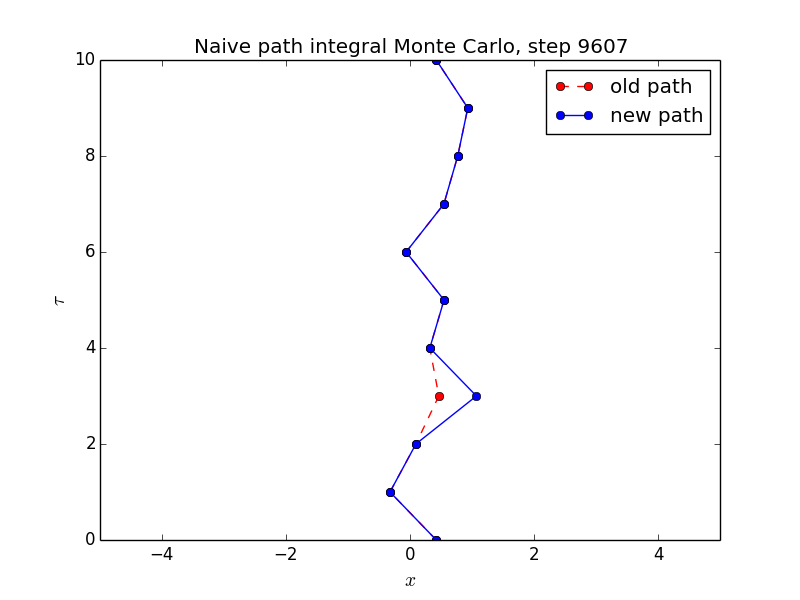 Naive path integral Monte Carlo, step 9607
old path
new path
10
8
6
4
2
0
τ
−4
−2
0
2
4
x